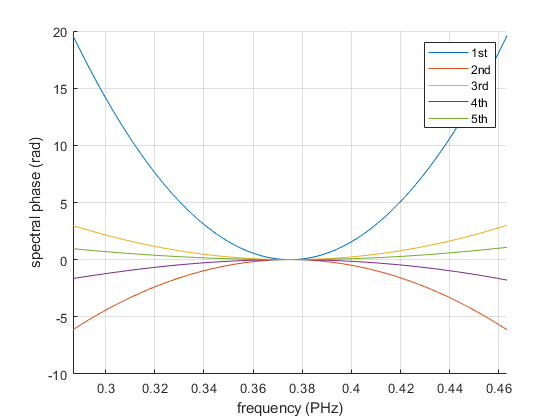 20
15
10
5
0
-5
-10
spectral phase (rad)
1st
2nd
3rd
4th
5th
0.3 0.32 0.34 0.36 0.38 0.4 0.42 0.44 0.46
frequency (PHz)